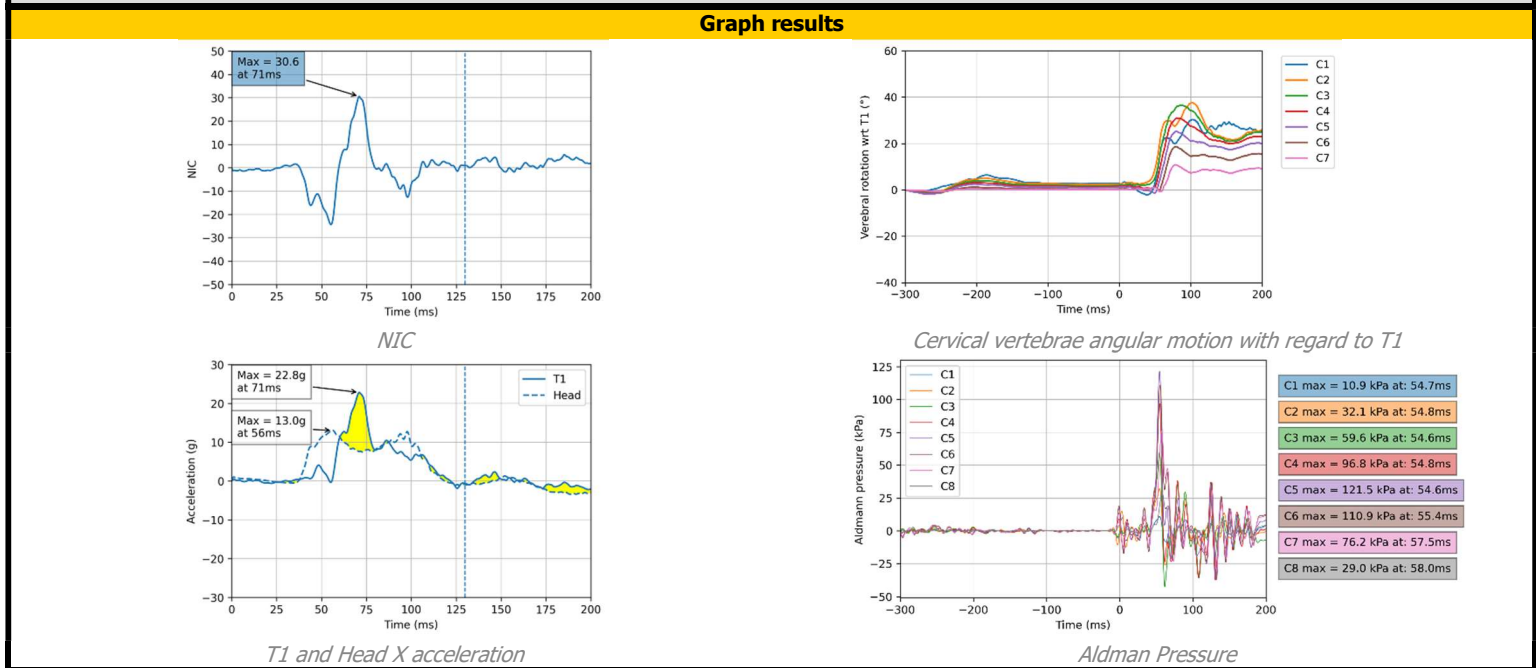 Graph results
Max = 30.6
at 71ms
50
40
30
20
10
0
−10
−20
−30
−40
−50
NIC
0
25
50
75
100
125
150
175
200
Time (ms)
NIC
60
40
20
0
−20
−40
Verebral rotation wrt T1 (°)
−300
−200
−100
0
100
200
Time (ms)
C1
C2
C3
C4
C5
C6
C7
Cervical vertebrae angular motion with regard to T1
Max = 22.8g
at 71ms
Max = 13.0g
at 56ms
T1
Head
30
20
10
0
−10
−20
−30
Acceleration (g)
0
25
50
75
100
125
150
175
200
Time (ms)
T1 and Head X acceleration
125
100
75
50
25
0
−25
−50
Aldmann pressure (kPa)
C1
C2
C3
C4
C5
C6
C7
C8
−300
−200
−100
0
100
200
Time (ms)
C1 max = 10.9 kPa at: 54.7ms
C2 max = 32.1 kPa at: 54.8ms
C3 max = 59.6 kPa at: 54.6ms
C4 max = 96.8 kPa at: 54.8ms
C5 max = 121.5 kPa at: 54.6ms
C6 max = 110.9 kPa at: 55.4ms
C7 max = 76.2 kPa at: 57.5ms
C8 max = 29.0 kPa at: 58.0ms
Aldman Pressure